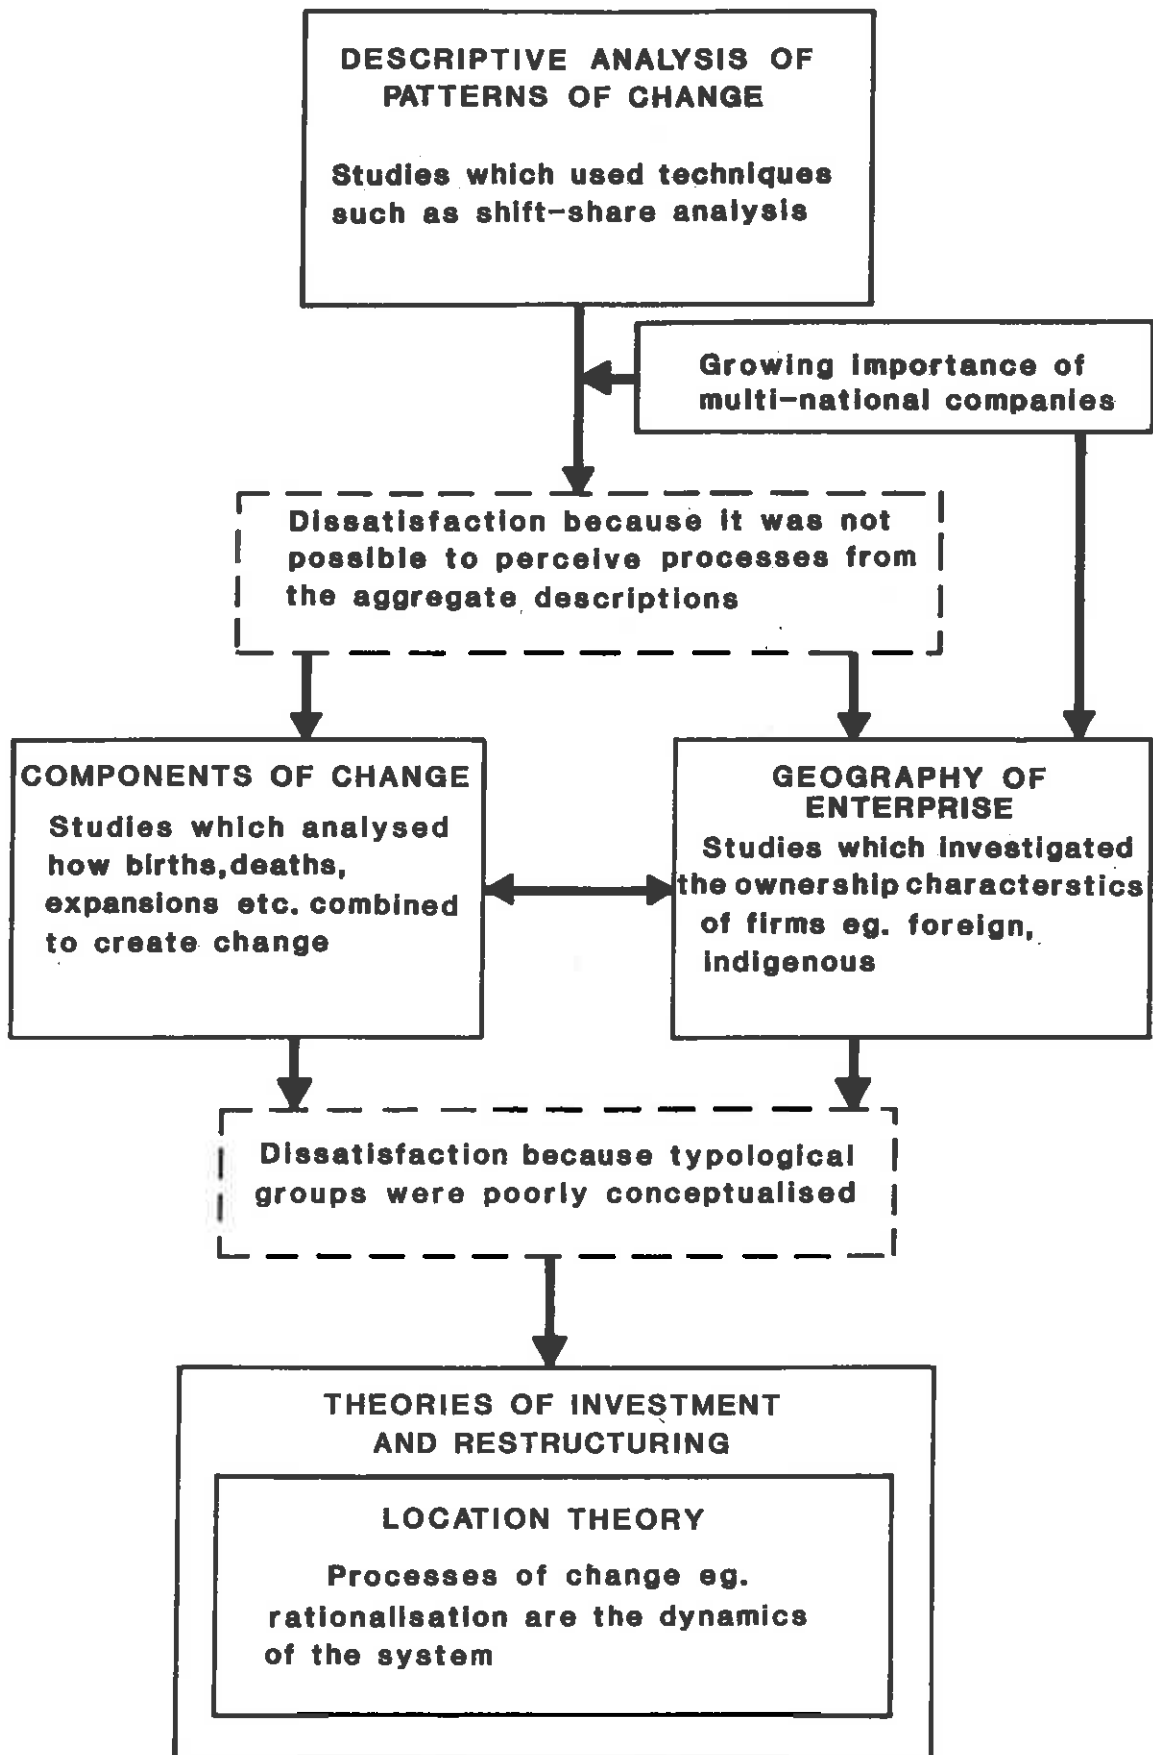 DESCRIPTIVE ANALYSIS OF
PATTERNS OF CHANGE
Studies which used techniques
such as shift-share analysis
Growing importance of
multi-national companies
Dissatisfaction because it was not
possible to perceive processes from
the aggregate descriptions
COMPONENTS OF CHANGE
Studies which analysed
how births, deaths,
expansions etc. combined
to create change
GEOGRAPHY OF
ENTERPRISE
Studies which investigated
the ownership characterstics
of firms eg. foreign,
indigenous
Dissatisfaction because typological
groups were poorly conceptualised
THEORIES OF INVESTMENT
AND RESTRUCTURING
LOCATION THEORY
Processes of change eg.
rationalisation are the dynamics
of the system